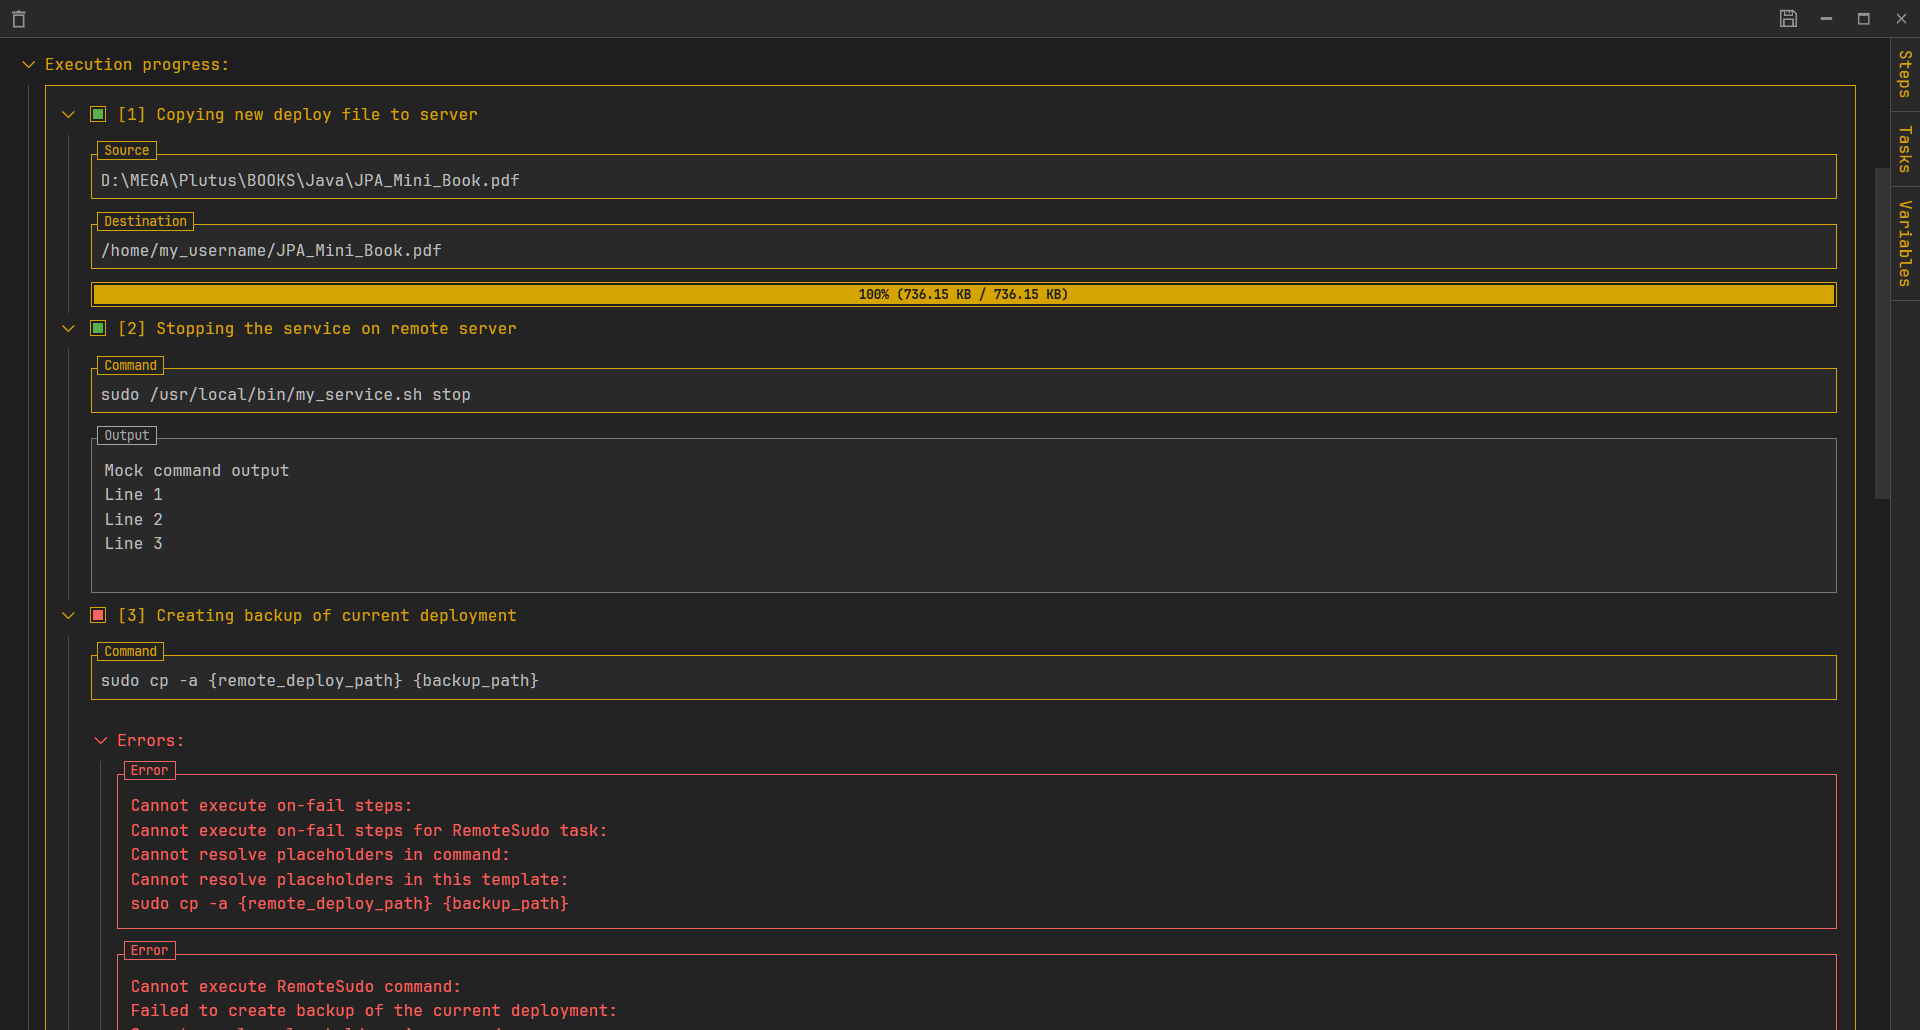 Execution progress:
[1] Copying new deploy file to server
Source
D:\MEGA\Plutus\BOOKS\Java\JPA_Mini_Book.pdf
Destination
/home/my_username/JPA_Mini_Book.pdf
100% (736.15 KB / 736.15 KB)
[2] Stopping the service on remote server
Command
sudo /usr/local/bin/my_service.sh stop
Output
Mock command output
Line 1
Line 2
Line 3
[3] Creating backup of current deployment
Command
sudo cp -a {remote_deploy_path} {backup_path}
Errors:
Error
Cannot execute on-fail steps:
Cannot execute on-fail steps for RemoteSudo task:
Cannot resolve placeholders in command:
Cannot resolve placeholders in this template:
sudo cp -a {remote_deploy_path} {backup_path}
Error
Cannot execute RemoteSudo command:
Failed to create backup of the current deployment:
Steps
Tasks
Variables